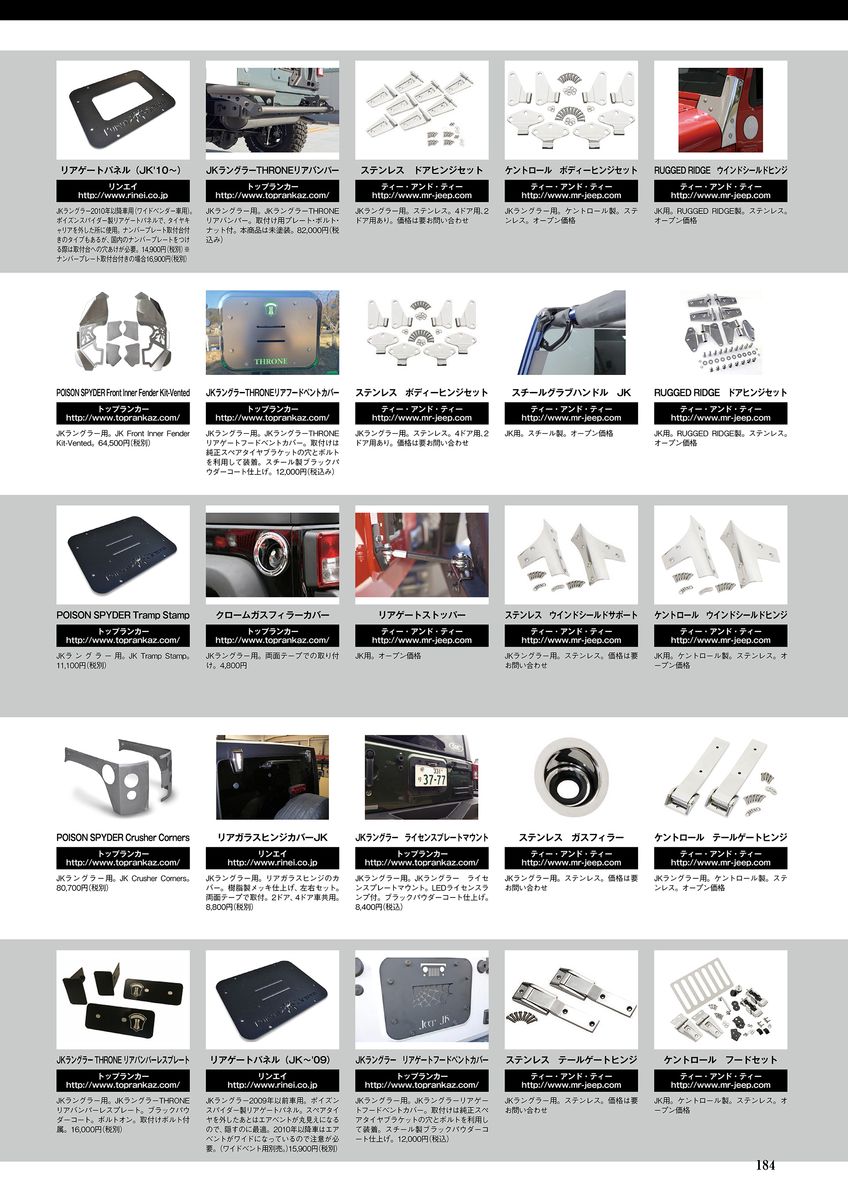 リアゲートパネル（JK'10～）
リンエイ
http://www.rinei.co.jp
JKラングラー2010年以降車用（ワイドベンダー車用）。
ポイズンスパイダー製リアゲートパネルで、タイヤキ
ャリアを外した所に使用。ナンバープレート取付台付
きのタイプもあるが、国内のナンバープレートをつけ
る際は取付台への穴あけが必要。14,900円（税別）※
ナンバープレート取付台付きの場合16,900円（税別）
JKラングラーTHRONEリアバンパー
トップランカー
http://www.toprankaz.com/
JKラングラー用。JKラングラーTHRONE
リアバンパー。取付け用プレート・ボルト・
ナット付。本商品は未塗装。82,000円（税
込み）
ステンレス　ドアヒンジセット
ティー・アンド・ティー
http://www.mr-jeep.com
JKラングラー用。ステンレス。4ドア用、2
ドア用あり。価格は要お問い合わせ
ケントロール　ボディーヒンジセット
ティー・アンド・ティー
http://www.mr-jeep.com
JKラングラー用。ケントロール製。ステ
ンレス。オープン価格
RUGGED RIDGE　ウインドシールドヒンジ
ティー・アンド・ティー
http://www.mr-jeep.com
JK用。RUGGED RIDGE製。ステンレス。
オープン価格
POISON SPYDER Front Inner Fender Kit-Vented
トップランカー
http://www.toprankaz.com/
JKラングラー用。JK Front Inner Fender
Kit-Vented。64,500円（税別）
THRONE
JKラングラーTHRONEリアフードベントカバー
トップランカー
http://www.toprankaz.com/
JKラングラー用。JKラングラーTHRONE
リアゲートフードベントカバー。取付けは
純正スペアタイヤブラケットの穴とボルト
を利用して装着。スチール製ブラックパ
ウダーコート仕上げ。12,000円（税込み）
ステンレス　ボディーヒンジセット
ティー・アンド・ティー
http://www.mr-jeep.com
JKラングラー用。ステンレス。4ドア用、2
ドア用あり。価格は要お問い合わせ
スチールグラブハンドル　JK
ティー・アンド・ティー
http://www.mr-jeep.com
JK用。スチール製。オープン価格
RUGGED RIDGE　ドアヒンジセット
ティー・アンド・ティー
http://www.mr-jeep.com
JK用。RUGGED RIDGE製。ステンレス。
オープン価格
POISON SPYDER Tramp Stamp
トップランカー
http://www.toprankaz.com/
JKラングラー用。JK Tramp Stamp。
11,100円（税別）
クロームガスフィラーカバー
トップランカー
http://www.toprankaz.com/
JKラングラー用。両面テープでの取り付
け。4,800円
リアゲートストッパー
ティー・アンド・ティー
http://www.mr-jeep.com
JK用。オープン価格
ステンレス　ウインドシールドサポート
ティー・アンド・ティー
http://www.mr-jeep.com
JKラングラー用。ステンレス。価格は要
お問い合わせ
ケントロール　ウインドシールドヒンジ
ティー・アンド・ティー
http://www.mr-jeep.com
JK用。ケントロール製。ステンレス。オ
ープン価格
POISON SPYDER Crusher Corners
トップランカー
http://www.toprankaz.com/
JKラングラー用。JK Crusher Corners。
80,700円（税別）
リアガラスヒンジカバーJK
リンエイ
http://www.rinei.co.jp
JKラングラー用。リアガラスヒンジのカ
バー。樹脂製メッキ仕上げ、左右セット。
両面テープで取付。2ドア、4ドア車共用。
8,800円（税別）
37-77
JKラングラー　ライセンスプレートマウント
トップランカー
http://www.toprankaz.com/
JKラングラー用。JKラングラー　ライセ
ンスプレートマウント。LEDライセンスラ
ンプ付。ブラックパウダーコート仕上げ。
8,400円（税込）
ステンレス　ガスフィラー
ティー・アンド・ティー
http://www.mr-jeep.com
JKラングラー用。ステンレス。価格は要
お問い合わせ
ケントロール　テールゲートヒンジ
ティー・アンド・ティー
http://www.mr-jeep.com
JKラングラー用。ケントロール製。ステ
ンレス。オープン価格
JKラングラー THRONE リアバンパーレスプレート
トップランカー
http://www.toprankaz.com/
JKラングラー用。JKラングラーTHRONE
リアバンパーレスプレート。ブラックパウ
ダーコート。ボルトオン。取付けボルト付
属。16,000円（税別）
リアゲートパネル（JK～'09）
リンエイ
http://www.rinei.co.jp
JKラングラー2009年以前車用。ポイズン
スパイダー製リアゲートパネル。スペアタイ
ヤを外したあとはエアベントが丸見えになる
ので、隠すのに最適。2010年以降車はエア
ベントがワイドになっているので注意が必
要。（ワイドベント用別売。）15,900円（税別）
Jeep JK
JKラングラー　リアゲートフードベントカバー
トップランカー
http://www.toprankaz.com/
JKラングラー用。JKラングラーリアゲー
トフードベントカバー。取付けは純正スペ
アタイヤブラケットの穴とボルトを利用し
て装着。スチール製ブラックパウダーコ
ート仕上げ。12,000円（税込）
ステンレス　テールゲートヒンジ
ティー・アンド・ティー
http://www.mr-jeep.com
JKラングラー用。ステンレス。価格は要
お問い合わせ
ケントロール　フードセット
ティー・アンド・ティー
http://www.mr-jeep.com
JK用。ケントロール製。ステンレス。オ
ープン価格
184